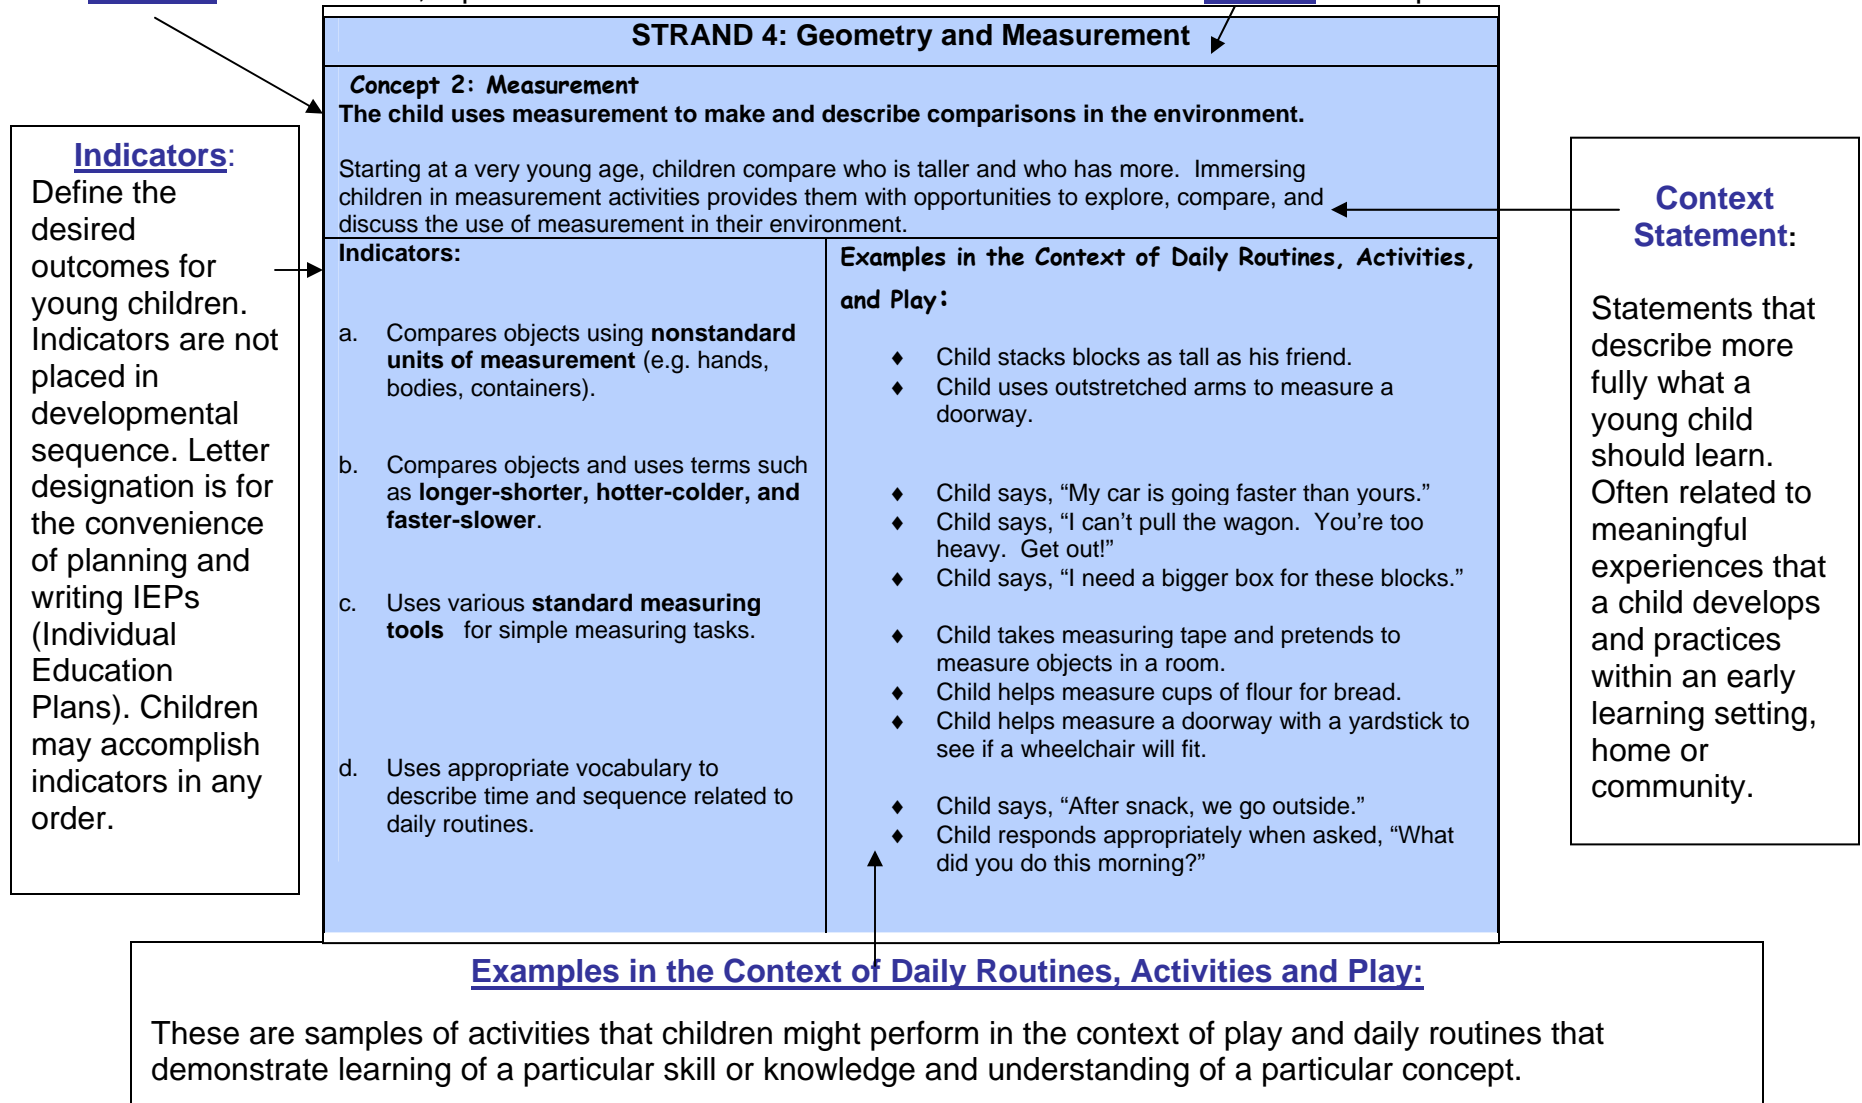 STRAND 4: Geometry and Measurement
Concept 2: Measurement
The child uses measurement to make and describe comparisons in the environment.
Starting at a very young age, children compare who is taller and who has more.  Immersing
children in measurement activities provides them with opportunities to explore, compare, and
discuss the use of measurement in their environment.
Indicators:
a. Compares objects using nonstandard
units of measurement (e.g. hands,
bodies, containers).
b. Compares objects and uses terms such
as longer-shorter, hotter-colder, and
faster-slower.
c. Uses various standard measuring
tools   for simple measuring tasks.
d. Uses appropriate vocabulary to
describe time and sequence related to
daily routines.
Examples in the Context of Daily Routines, Activities,
and Play:
♦ Child stacks blocks as tall as his friend.
♦ Child uses outstretched arms to measure a
doorway.
♦ Child says, “My car is going faster than yours.”
♦ Child says, “I can’t pull the wagon.  You’re too
heavy.  Get out!”
♦ Child says, “I need a bigger box for these blocks.”
♦ Child takes measuring tape and pretends to
measure objects in a room.
♦ Child helps measure cups of flour for bread.
♦ Child helps measure a doorway with a yardstick to
see if a wheelchair will fit.
♦ Child says, “After snack, we go outside.”
♦ Child responds appropriately when asked, “What
did you do this morning?”
Indicators:
Define the
desired
outcomes for
young children.
Indicators are not
placed in
developmental
sequence. Letter
designation is for
the convenience
of planning and
writing IEPs
(Individual
Education
Plans). Children
may accomplish
indicators in any
order.
Context
Statement:
Statements that
describe more
fully what a
young child
should learn.
Often related to
meaningful
experiences that
a child develops
and practices
within an early
learning setting,
home or
community.
Examples in the Context of Daily Routines, Activities and Play:
These are samples of activities that children might perform in the context of play and daily routines that
demonstrate learning of a particular skill or knowledge and understanding of a particular concept.